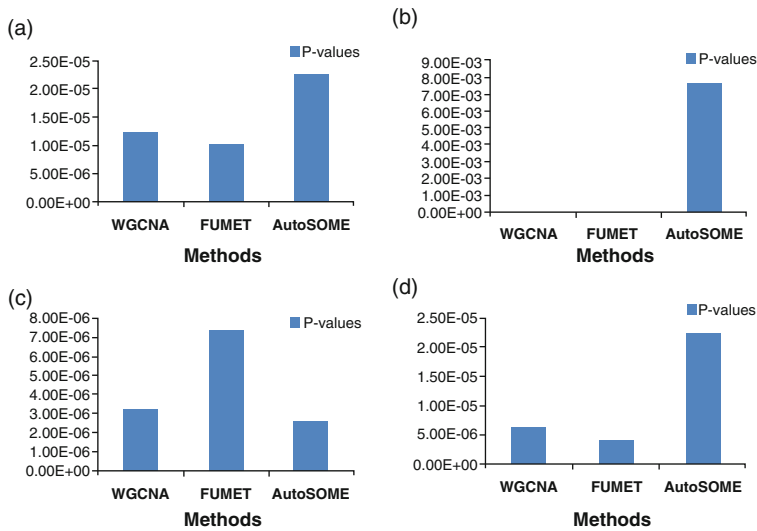 (a)
P-values
2.50E-05
2.00E-05
1.50E-05
1.00E-05
5.00E-06
0.00E+00
WGCNA FUMET AutoSOME
Methods
(b)
P-values
9.00E-03
8.00E-03
7.00E-03
6.00E-03
5.00E-03
4.00E-03
3.00E-03
2.00E-03
1.00E-03
0.00E+00
WGCNA FUMET AutoSOME
Methods
(c)
P-values
8.00E-06
7.00E-06
6.00E-06
5.00E-06
4.00E-06
3.00E-06
2.00E-06
1.00E-06
0.00E+00
WGCNA FUMET AutoSOME
Methods
(d)
P-values
2.50E-05
2.00E-05
1.50E-05
1.00E-05
5.00E-06
0.00E+00
WGCNA FUMET AutoSOME
Methods